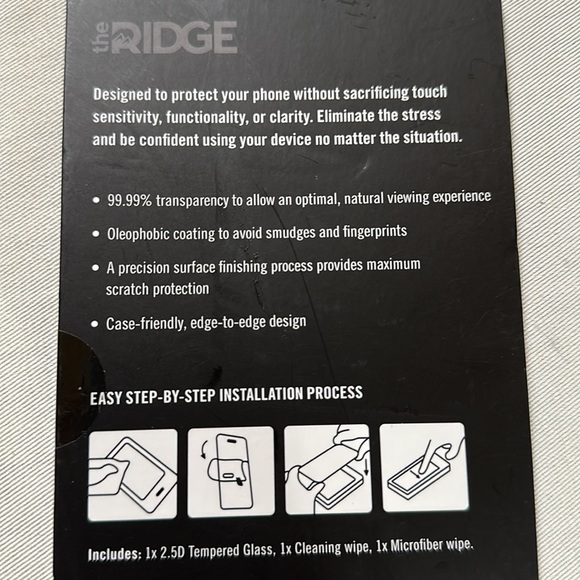 the RIDGE
Designed to protect your phone without sacrificing touch
sensitivity, functionality, or clarity. Eliminate the stress
and be confident using your device no matter the situation.
• 99.99% transparency to allow an optimal, natural viewing experience
• Oleophobic coating to avoid smudges and fingerprints
• A precision surface finishing process provides maximum
scratch protection
• Case-friendly, edge-to-edge design
EASY STEP-BY-STEP INSTALLATION PROCESS
Includes: 1x 2.5D Tempered Glass, 1x Cleaning wipe, 1x Microfiber wipe.